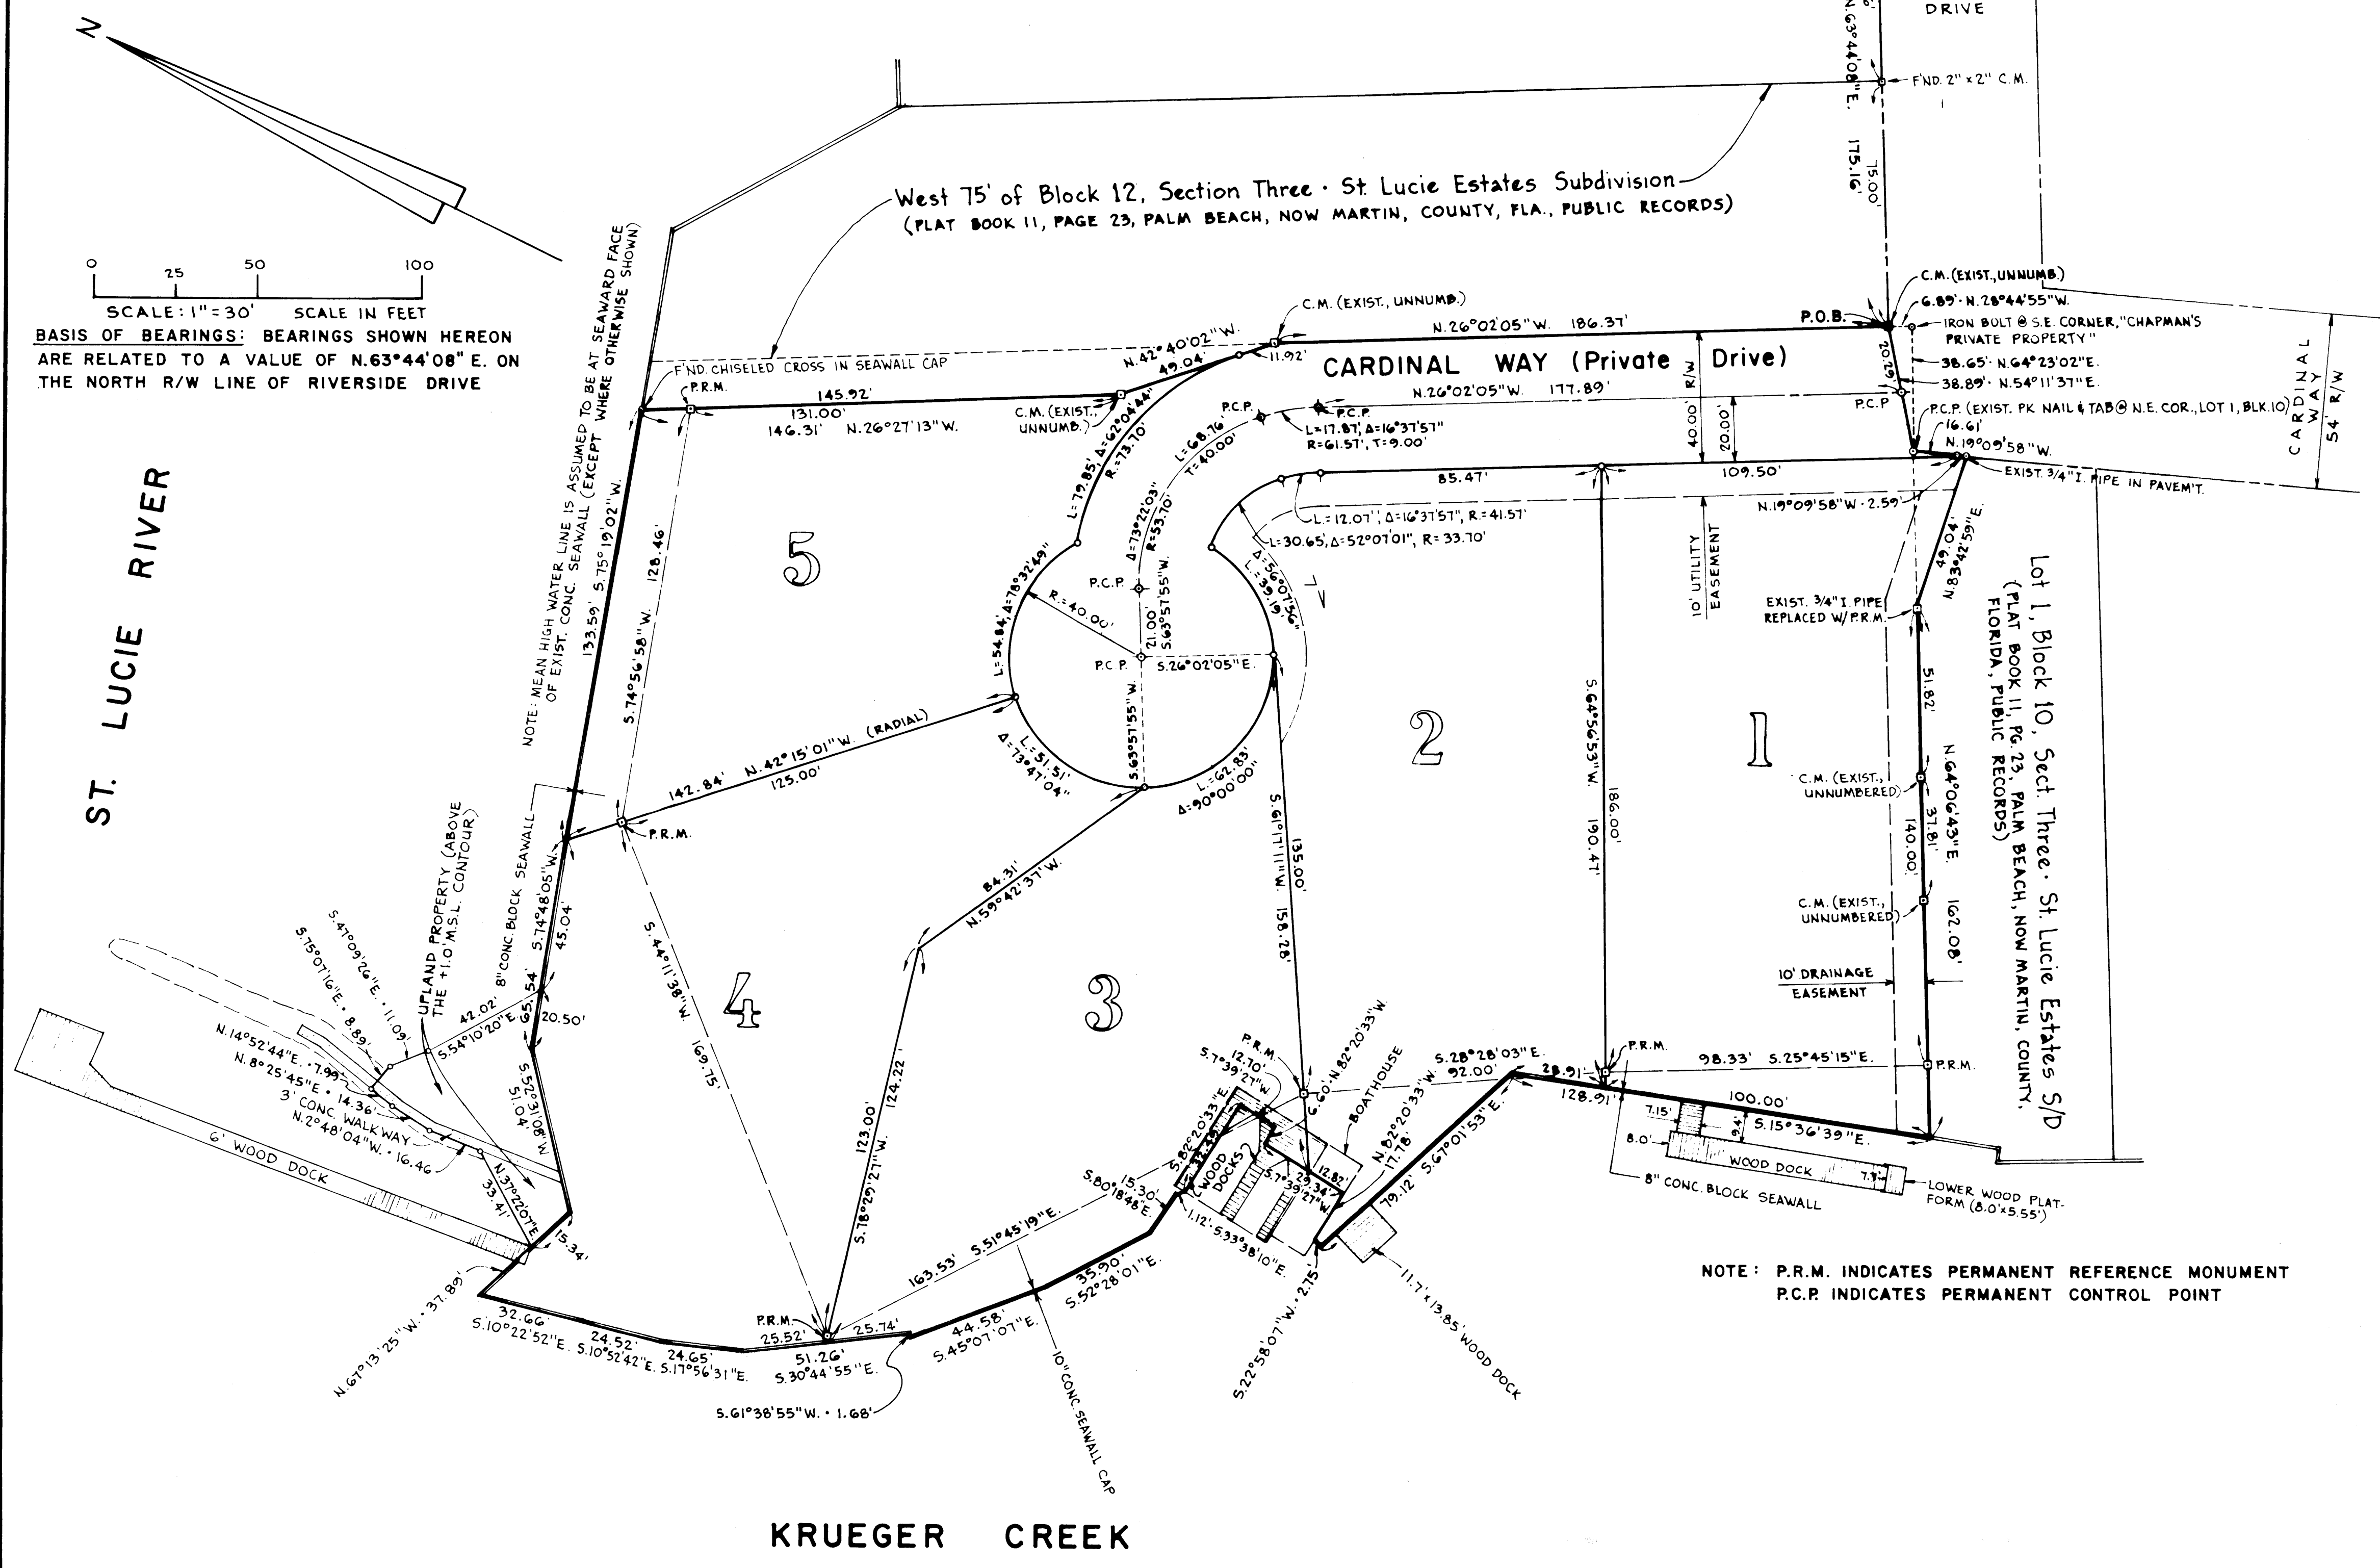 N
0 25 50 100
SCALE: 1" = 30' SCALE IN FEET
BASIS OF BEARINGS: BEARINGS SHOWN HEREON
ARE RELATED TO A VALUE OF N.63°44'08" E. ON
THE NORTH R/W LINE OF RIVERSIDE DRIVE
DRIVE
N.63°44'08"E. 175.16'
75.00'
F'ND. 2" x 2" C.M.
West 75' of Block 12, Section Three · St. Lucie Estates Subdivision
(PLAT BOOK 11, PAGE 23, PALM BEACH, NOW MARTIN, COUNTY, FLA., PUBLIC RECORDS)
C.M. (EXIST., UNNUMB.)
6.89' · N.28°44'55"W.
IRON BOLT @ S.E. CORNER, "CHAPMAN'S
PRIVATE PROPERTY"
38.65' · N.64°23'02"E.
38.89' · N.54°11'37"E.
P.C.P. (EXIST. PK NAIL & TAB @ N.E. COR., LOT 1, BLK. 10)
16.61'
N.19°09'58"W.
EXIST. 3/4" I. PIPE IN PAVEM'T.
CARDINAL
WAY
54' R/W
C.M. (EXIST., UNNUMB.)
P.O.B.
N.26°02'05"W. 186.37'
20.29'
CARDINAL WAY (Private Drive)
N.26°02'05"W. 177.89'
P.C.P
40.00' R/W
20.00'
N.42°40'02"W.
49.04'
11.92'
F'ND. CHISELED CROSS IN SEAWALL CAP
P.R.M.
145.92'
131.00'
146.31' N.26°27'13"W.
C.M. (EXIST.,
UNNUMB.)
L=79.85', Δ=62°04'44"
R.=73.70'
P.C.P.
P.C.P.
L=17.87', Δ=16°37'57"
R=61.57', T=9.00'
L=68.76'
T=40.00'
Δ=73°22'03"
R=53.70'
85.47'
109.50'
N.19°09'58"W · 2.59'
L=12.07', Δ=16°37'57", R.=41.57'
L=30.65', Δ=52°07'01", R=33.70'
Δ=56°07'56"
L=39.19'
7'
10' UTILITY
EASEMENT
49.04'
N.83°42'59"E.
EXIST. 3/4" I. PIPE
REPLACED W/ P.R.M.
Lot 1, Block 10, Sect. Three · St. Lucie Estates S/D
(PLAT BOOK 11, PG. 23, PALM BEACH, NOW MARTIN, COUNTY,
FLORIDA, PUBLIC RECORDS)
NOTE: MEAN HIGH WATER LINE IS ASSUMED TO BE AT SEAWARD FACE
OF EXIST. CONC. SEAWALL (EXCEPT WHERE OTHERWISE SHOWN)
133.59' S.75°19'02"W.
S.74°56'58"W. 128.46'
5
L=54.84', Δ=78°32'49"
R.=40.00'
P.C.P.
21.00'
S.63°57'55"W.
P.C.P.
S.26°02'05"E.
S.63°57'55"W.
L=51.51'
Δ=73°47'04"
L=62.83'
Δ=90°00'00"
142.84' N.42°15'01"W. (RADIAL)
125.00'
P.R.M.
ST. LUCIE RIVER
2
S.64°56'53"W. 190.47'
186.00'
1
51.82'
N.64°06'43"E. 162.08'
C.M. (EXIST.,
UNNUMBERED)
37.81'
140.00'
C.M. (EXIST.,
UNNUMBERED)
10' DRAINAGE
EASEMENT
S.61°17'11"W. 158.28'
135.00'
84.31'
N.59°42'37"W.
4
3
S.44°11'38"W. 169.75'
123.00' 124.22'
S.78°29'27"W.
8" CONC. BLOCK SEAWALL
S.74°48'05"W.
45.04'
65.54'
20.50'
UPLAND PROPERTY (ABOVE
THE +1.0' M.S.L. CONTOUR)
S.47°09'26"E. · 11.09'
S.75°07'16"E. · 8.89'
42.02'
S.54°10'20"E.
N.14°52'44"E. · 7.99'
N.8°25'45"E · 14.36'
3' CONC. WALKWAY
N.2°48'04"W. · 16.46
6' WOOD DOCK
S.52°31'08"W.
51.04'
N.37°22'07"E.
33.41'
15.34'
N.67°13'25"W. · 37.89'
32.66'
S.10°22'52"E.
24.52'
S.10°52'42"E.
24.65'
S.17°56'31"E.
P.R.M.
25.52'
25.74'
51.26'
S.30°44'55"E.
S.61°38'55"W. · 1.68'
44.58'
S.45°07'07"E.
35.90'
S.52°28'01"E.
10" CONC. SEAWALL CAP
163.53' S.51°45'19"E.
15.30'
S.80°18'48"E.
1.12' · S.33°38'10"E.
S.82°20'33"E.
WOOD
DOCKS
P.R.M.
12.70'
S.7°39'27"W.
6.60' · N.82°20'33"W.
BOATHOUSE
12.82'
29.34'
S.7°39'27"W.
N.82°20'33"W.
17.78'
S.22°58'07"W. · 2.75'
79.12' S.67°01'53"E.
11.7' x 13.85' WOOD DOCK
S.28°28'03"E.
92.00'
28.91'
128.91'
P.R.M.
98.33' S.25°45'15"E.
P.R.M.
100.00'
S.15°36'39"E.
7.15'
9.4'
8.0'
WOOD DOCK
8" CONC. BLOCK SEAWALL
LOWER WOOD PLAT-
FORM (8.0' x 5.55')
NOTE: P.R.M. INDICATES PERMANENT REFERENCE MONUMENT
P.C.P. INDICATES PERMANENT CONTROL POINT
KRUEGER CREEK